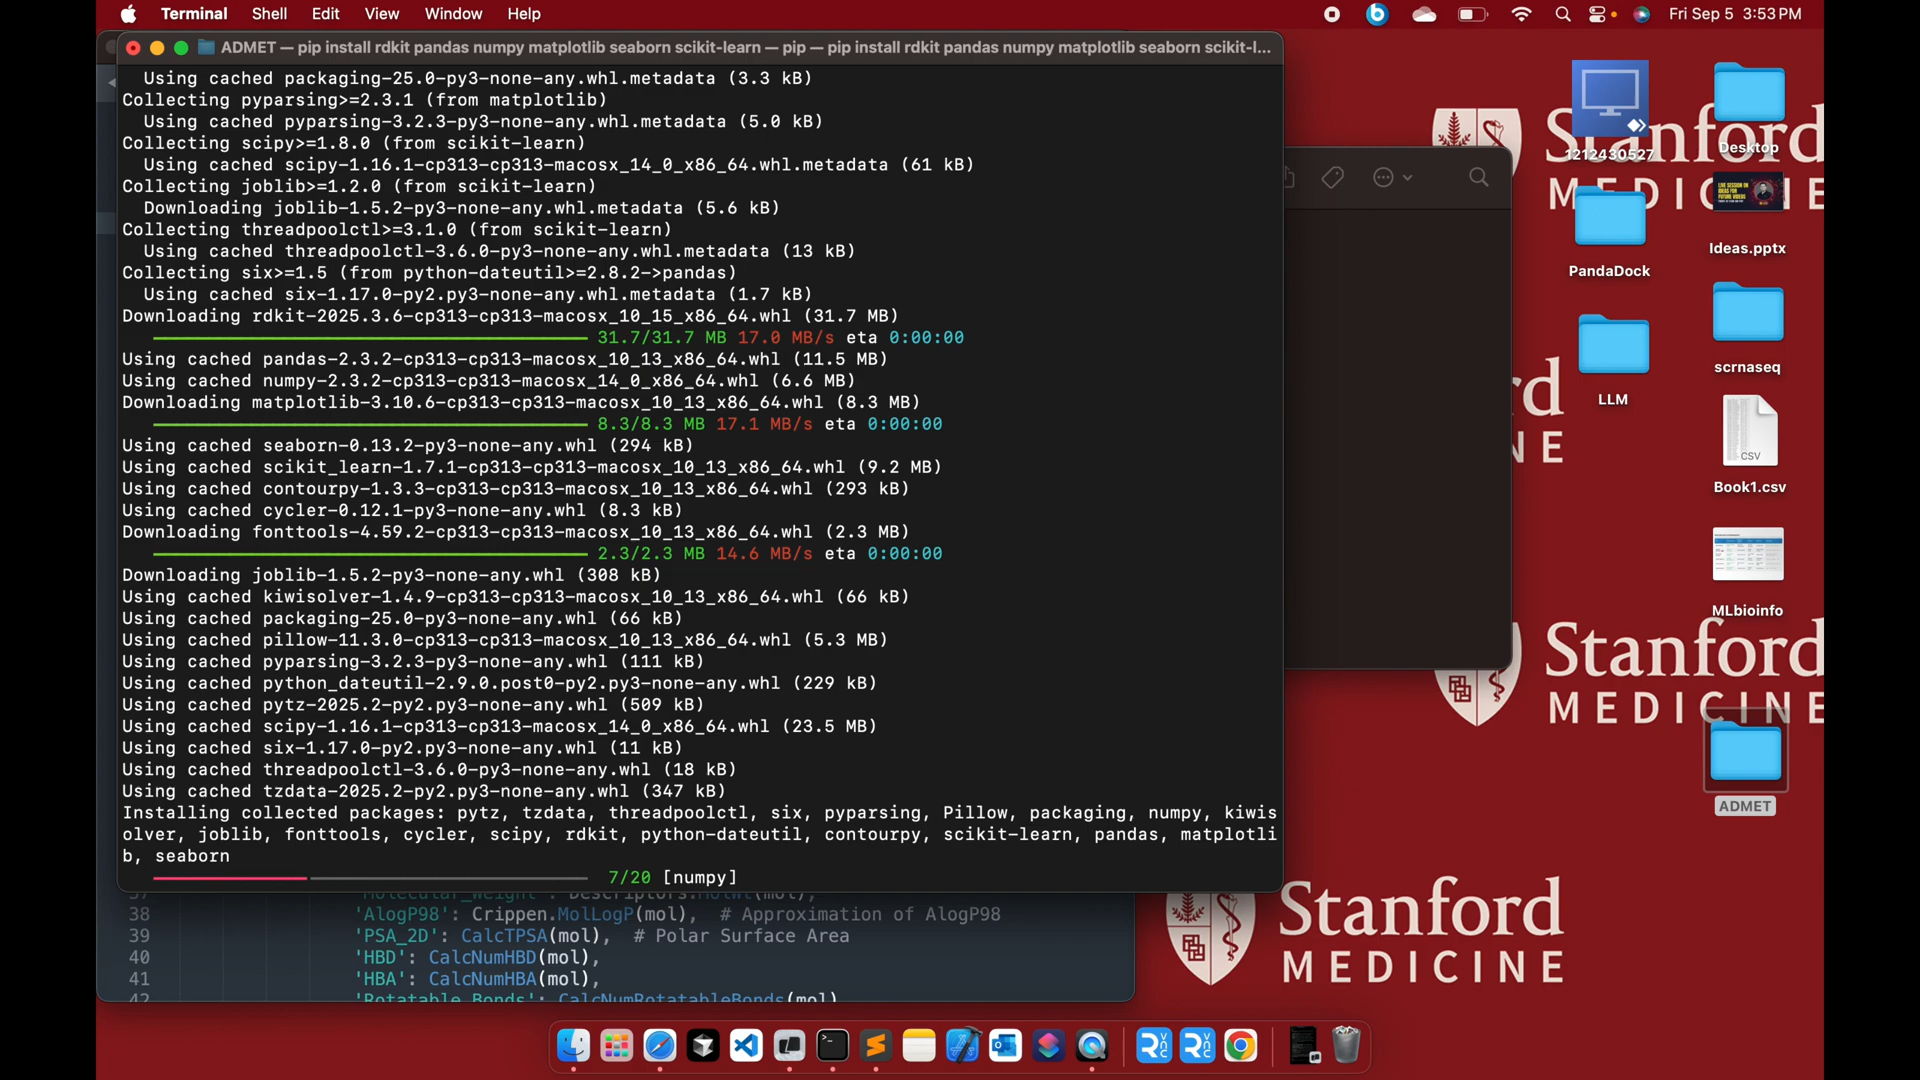 Terminal Shell Edit View Window Help Fri Sep 5 3:53 PM
ADMET — pip install rdkit pandas numpy matplotlib seaborn scikit-learn — pip — pip install rdkit pandas numpy matplotlib seaborn scikit-l...
Using cached packaging-25.0-py3-none-any.whl.metadata (3.3 kB)
Collecting pyparsing>=2.3.1 (from matplotlib)
Using cached pyparsing-3.2.3-py3-none-any.whl.metadata (5.0 kB)
Collecting scipy>=1.8.0 (from scikit-learn)
Using cached scipy-1.16.1-cp313-cp313-macosx_14_0_x86_64.whl.metadata (61 kB)
Collecting joblib>=1.2.0 (from scikit-learn)
Downloading joblib-1.5.2-py3-none-any.whl.metadata (5.6 kB)
Collecting threadpoolctl>=3.1.0 (from scikit-learn)
Using cached threadpoolctl-3.6.0-py3-none-any.whl.metadata (13 kB)
Collecting six>=1.5 (from python-dateutil>=2.8.2->pandas)
Using cached six-1.17.0-py2.py3-none-any.whl.metadata (1.7 kB)
Downloading rdkit-2025.3.6-cp313-cp313-macosx_10_15_x86_64.whl (31.7 MB)
31.7/31.7 MB 17.0 MB/s eta 0:00:00
Using cached pandas-2.3.2-cp313-cp313-macosx_10_13_x86_64.whl (11.5 MB)
Using cached numpy-2.3.2-cp313-cp313-macosx_14_0_x86_64.whl (6.6 MB)
Downloading matplotlib-3.10.6-cp313-cp313-macosx_10_13_x86_64.whl (8.3 MB)
8.3/8.3 MB 17.1 MB/s eta 0:00:00
Using cached seaborn-0.13.2-py3-none-any.whl (294 kB)
Using cached scikit_learn-1.7.1-cp313-cp313-macosx_10_13_x86_64.whl (9.2 MB)
Using cached contourpy-1.3.3-cp313-cp313-macosx_10_13_x86_64.whl (293 kB)
Using cached cycler-0.12.1-py3-none-any.whl (8.3 kB)
Downloading fonttools-4.59.2-cp313-cp313-macosx_10_13_x86_64.whl (2.3 MB)
2.3/2.3 MB 14.6 MB/s eta 0:00:00
Downloading joblib-1.5.2-py3-none-any.whl (308 kB)
Using cached kiwisolver-1.4.9-cp313-cp313-macosx_10_13_x86_64.whl (66 kB)
Using cached packaging-25.0-py3-none-any.whl (66 kB)
Using cached pillow-11.3.0-cp313-cp313-macosx_10_13_x86_64.whl (5.3 MB)
Using cached pyparsing-3.2.3-py3-none-any.whl (111 kB)
Using cached python_dateutil-2.9.0.post0-py2.py3-none-any.whl (229 kB)
Using cached pytz-2025.2-py2.py3-none-any.whl (509 kB)
Using cached scipy-1.16.1-cp313-cp313-macosx_14_0_x86_64.whl (23.5 MB)
Using cached six-1.17.0-py2.py3-none-any.whl (11 kB)
Using cached threadpoolctl-3.6.0-py3-none-any.whl (18 kB)
Using cached tzdata-2025.2-py2.py3-none-any.whl (347 kB)
Installing collected packages: pytz, tzdata, threadpoolctl, six, pyparsing, Pillow, packaging, numpy, kiwis
olver, joblib, fonttools, cycler, scipy, rdkit, python-dateutil, contourpy, scikit-learn, pandas, matplotli
b, seaborn
7/20 [numpy]
37 'Molecular_Weight': Descriptors.MolWt(mol),
38 'AlogP98': Crippen.MolLogP(mol), # Approximation of AlogP98
39 'PSA_2D': CalcTPSA(mol), # Polar Surface Area
40 'HBD': CalcNumHBD(mol),
41 'HBA': CalcNumHBA(mol),
42 'Rotatable_Bonds': CalcNumRotatableBonds(mol)
1212430527
Desktop
Ideas.pptx
PandaDock
scrnaseq
LLM
CSV
Book1.csv
MLbioinfo
ADMET
Stanford
MEDICINE
Stanford
MEDICINE
Stanford
MEDICINE